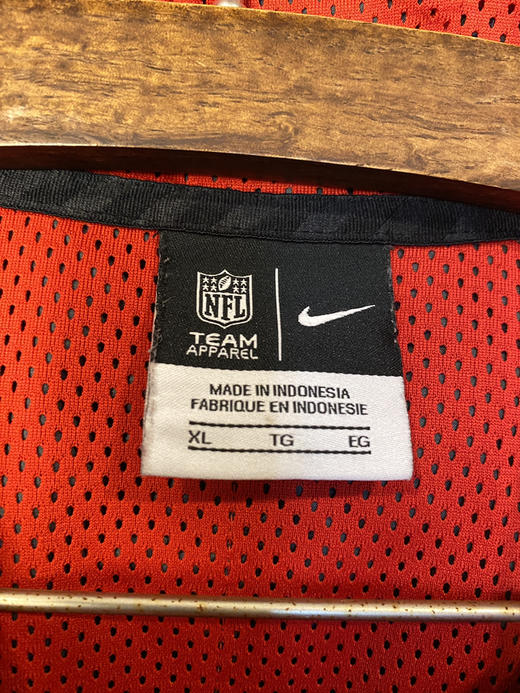 NFL
TEAM
APPAREL
MADE IN INDONESIA
FABRIQUE EN INDONESIE
XL TG EG